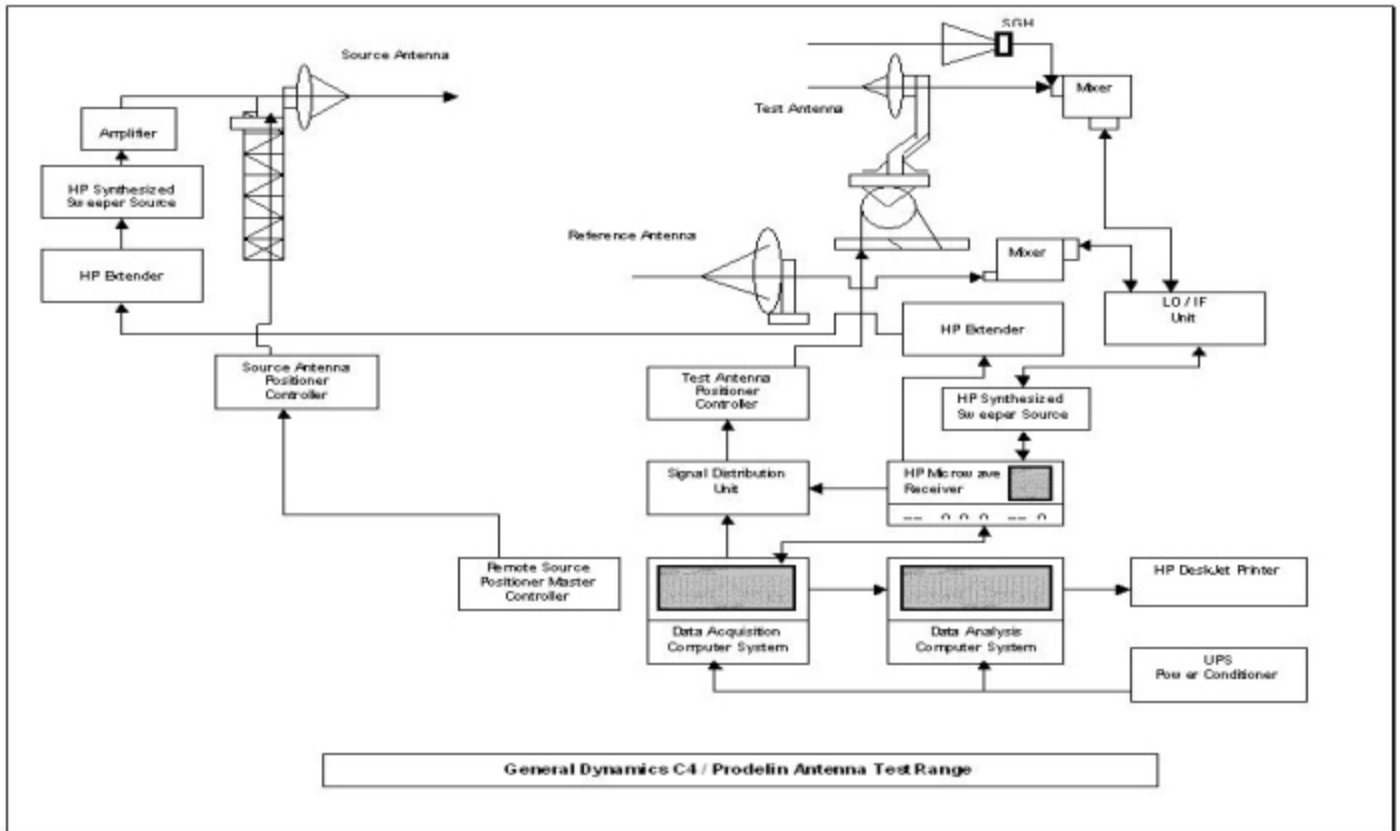 SGH
Source Antenna
Mixer
Test Antenna
Amplifier
HP Synthesized
Sweeper Source
Reference Antenna
Mixer
HP Extender
LO / IF
Unit
HP Extender
Source Antenna
Positioner
Controller
Test Antenna
Positioner
Controller
HP Synthesized
Sweeper Source
Signal Distribution
Unit
HP Microwave
Receiver
Remote Source
Positioner Master
Controller
HP DeskJet Printer
Data Acquisition
Computer System
Data Analysis
Computer System
UPS
Power Conditioner
General Dynamics C4 / Prodelin Antenna Test Range